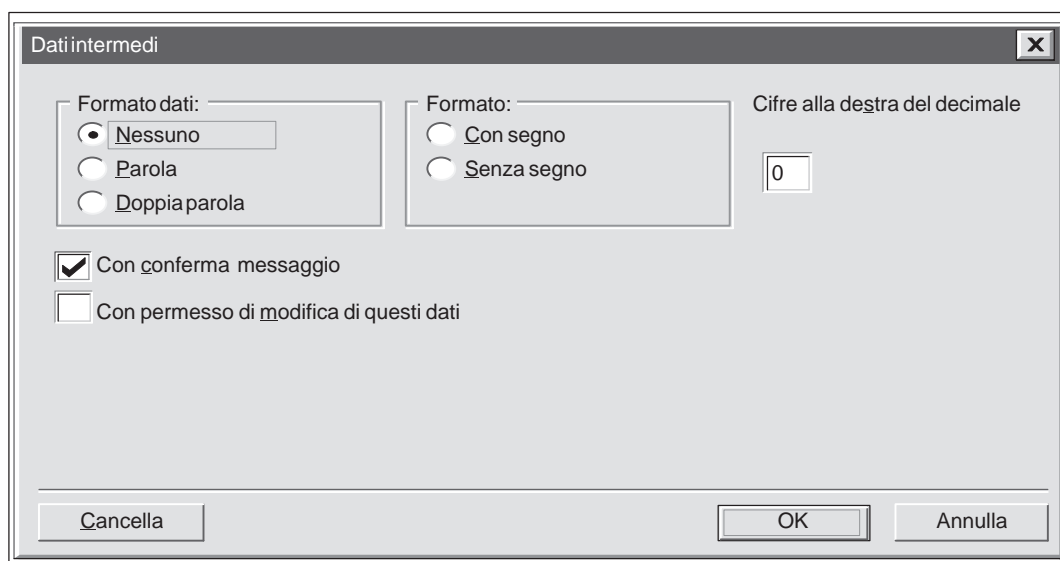 Dati intermedi
Formato dati:
Nessuno
Parola
Doppia parola
Formato:
Con segno
Senza segno
Cifre alla destra del decimale
0
Con conferma messaggio
Con permesso di modifica di questi dati
Cancella
OK
Annulla